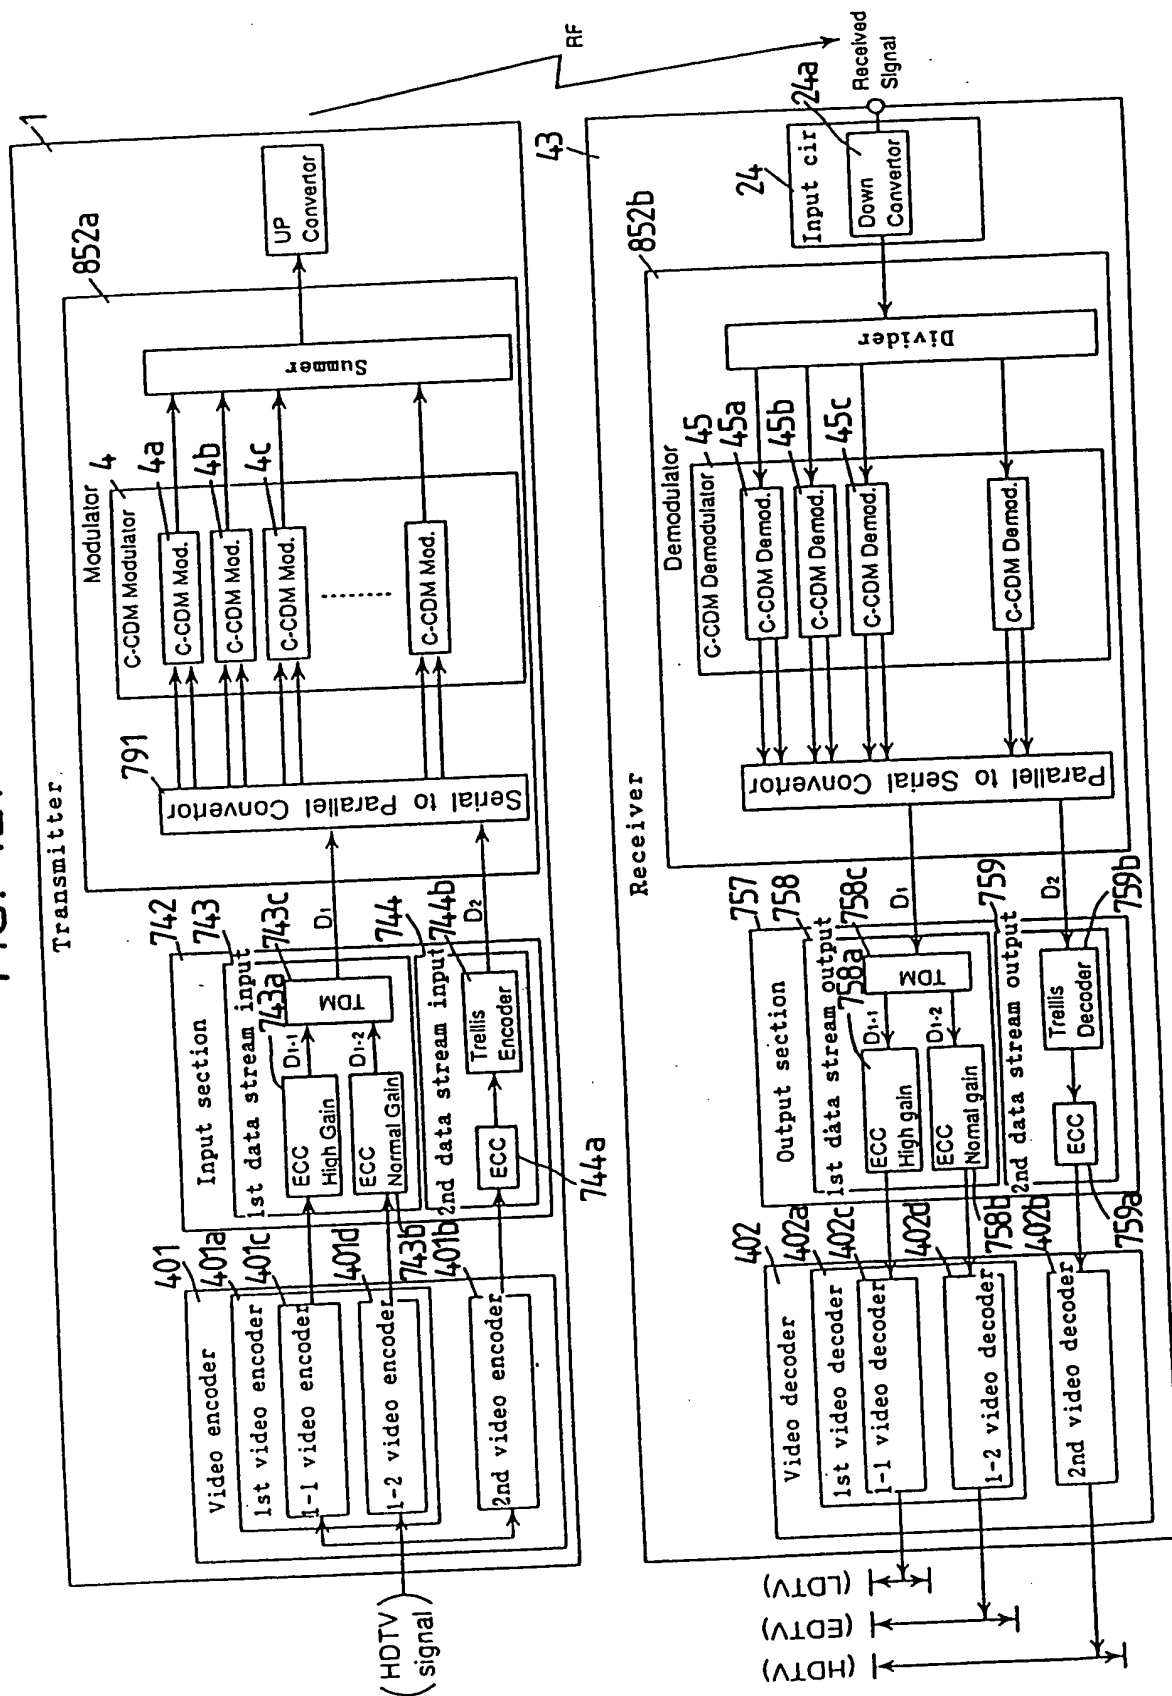 Transmitter
1
401
Video encoder
401a
1st video encoder
401c
1-1 video encoder
401d
1-2 video encoder
401b
2nd video encoder
(HDTV signal)
742
Input section
743
1st data stream input
743a
ECC High Gain
D1-1
743c
TDM
D1
743b
ECC Normal Gain
D1-2
744
2nd data stream input
744a
ECC
744b
Trellis Encoder
D2
791
Serial to Parallel Convertor
Modulator
852a
C-CDM Modulator
4
4a
C-CDM Mod.
4b
C-CDM Mod.
4c
C-CDM Mod.
C-CDM Mod.
Summer
UP Convertor
RF
Receiver
43
Received Signal
24
Input cir
24a
Down Convertor
852b
Demodulator
Divider
C-CDM Demodulator
45
45a
C-CDM Demod.
45b
C-CDM Demod.
45c
C-CDM Demod.
C-CDM Demod.
Parallel to Serial Convertor
D1
D2
757
Output section
758
1st data stream output
758a
ECC High gain
D1-1
758c
TDM
758b
ECC Normal gain
D1-2
759
2nd data stream output
759a
ECC
759b
Trellis Decoder
402
Video decoder
402a
1st video decoder
402c
1-1 video decoder
402d
1-2 video decoder
402b
2nd video decoder
(LDTV)
(EDTV)
(HDTV)